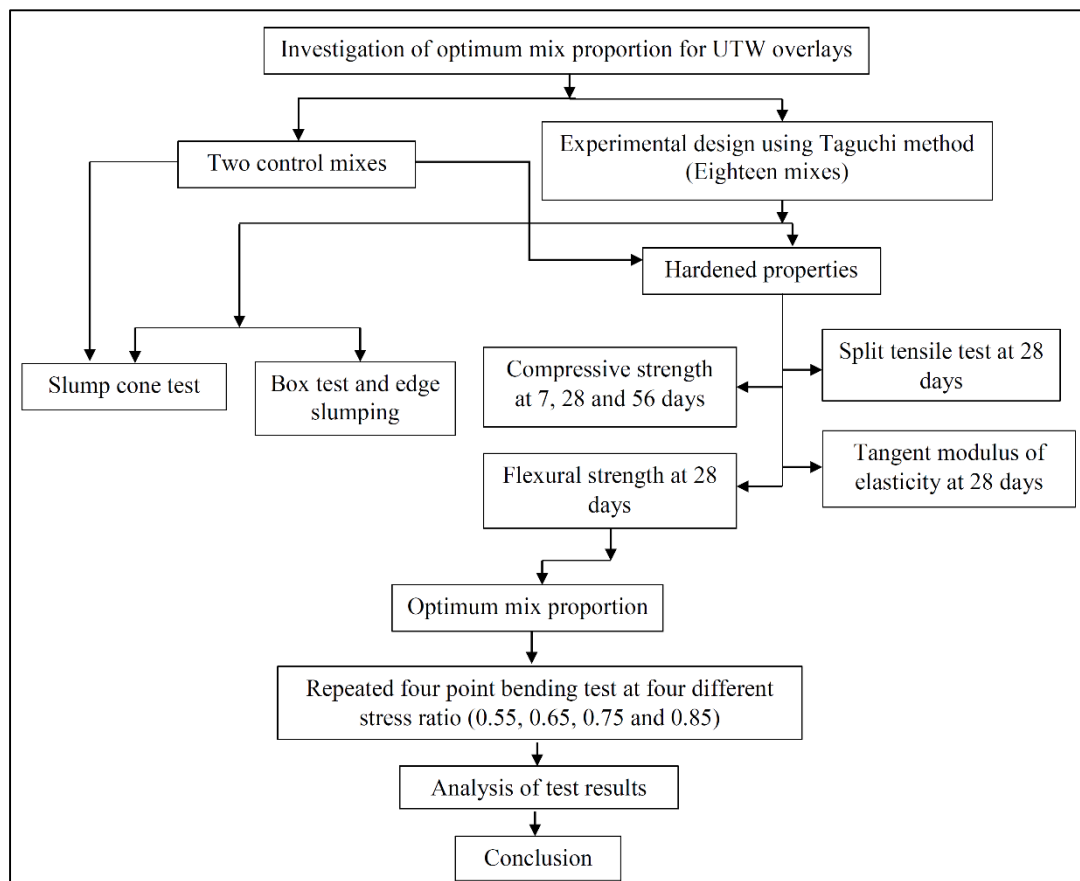 Investigation of optimum mix proportion for UTW overlays
Two control mixes
Experimental design using Taguchi method
(Eighteen mixes)
Hardened properties
Slump cone test
Box test and edge
slumping
Compressive strength
at 7, 28 and 56 days
Split tensile test at 28
days
Flexural strength at 28
days
Tangent modulus of
elasticity at 28 days
Optimum mix proportion
Repeated four point bending test at four different
stress ratio (0.55, 0.65, 0.75 and 0.85)
Analysis of test results
Conclusion